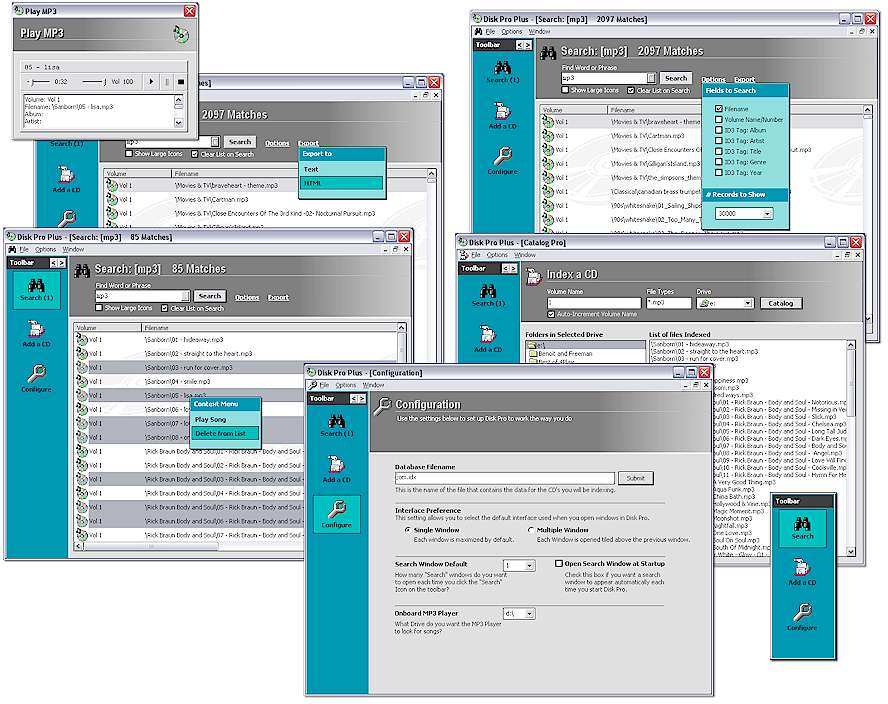 Play MP3
Play MP3
05 - lisa
0:32
Vol 100
Volume: Vol 1
Filename: \Sanborn\05 - lisa.mp3
Album:
Artist:
2097 Matches
mp3
Search
Options
Export
Show Large Icons
Clear List on Search
Export to
Text
HTML
Search (1)
Add a CD
Volume
Filename
Vol 1 \Movies & TV\braveheart - theme.mp3
Vol 1 \Movies & TV\Cartman.mp3
Vol 1 \Movies & TV\Close Encounters Of The 3rd Kind -02- Nocturnal Pursuit.mp3
Disk Pro Plus - [Search: [mp3] 2097 Matches]
File Options Window
Toolbar
Search (1)
Add a CD
Configure
Search: [mp3] 2097 Matches
Find Word or Phrase
mp3
Search
Options
Export
Show Large Icons
Clear List on Search
Fields to Search
Filename
Volume Name/Number
ID3 Tag: Album
ID3 Tag: Artist
ID3 Tag: Title
ID3 Tag: Genre
ID3 Tag: Year
# Records to Show
30000
Volume
Filename
Vol 1 \Movies & TV\braveheart - theme
Vol 1 \Movies & TV\Cartman.mp3
Vol 1 \Movies & TV\Close Encounters O
Vol 1 \Movies & TV\Gilligan'sIsland.mp3
Vol 1 \Movies & TV\the_simpsons_them
Vol 1 \Classical\canadian brass trumpet
Vol 1 \90s\whitesnake\01_Sailing_Ships
Vol 1 \90s\whitesnake\02_Too_Many_T
Disk Pro Plus - [Search: [mp3] 85 Matches]
File Options Window
Toolbar
Search (1)
Add a CD
Configure
Search: [mp3] 85 Matches
Find Word or Phrase
mp3
Search
Options
Export
Show Large Icons
Clear List on Search
Volume
Filename
Vol 1 \Sanborn\01 - hideaway.mp3
Vol 1 \Sanborn\02 - straight to the heart.mp3
Vol 1 \Sanborn\03 - run for cover.mp3
Vol 1 \Sanborn\04 - smile.mp3
Vol 1 \Sanborn\05 - lisa.mp3
Vol 1 \Sanborn\06 - lo
Vol 1 \Sanborn\07 - lo
Vol 1 \Sanborn\08 - on
Context Menu
Play Song
Delete from List
Vol 1 \Rick Braun Body and Soul\01 - Rick Braun - Body and Soul -
Vol 1 \Rick Braun Body and Soul\02 - Rick Braun - Body and Soul -
Vol 1 \Rick Braun Body and Soul\03 - Rick Braun - Body and Soul -
Vol 1 \Rick Braun Body and Soul\04 - Rick Braun - Body and Soul -
Vol 1 \Rick Braun Body and Soul\05 - Rick Braun - Body and Soul -
Vol 1 \Rick Braun Body and Soul\06 - Rick Braun - Body and Soul -
Vol 1 \Rick Braun Body and Soul\07 - Rick Braun - Body and Soul -
Disk Pro Plus - [Catalog Pro]
File Options Window
Toolbar
Search (1)
Add a CD
Index a CD
Volume Name
1
File Types
*.mp3
Drive
e:
Catalog
Auto-Increment Volume Name
Folders in Selected Drive
e:\
Benoit and Freeman
List of files Indexed
\Sanborn\01 - hideaway.mp3
\Sanborn\02 - straight to the heart.mp3
\Sanborn\03 - run for cover.mp3
ppiness.mp3
son.mp3
red ways.mp3
ul\01 - Rick Braun - Body and Soul - Notorious.mp
ul\02 - Rick Braun - Body and Soul - Missing in Ve
ul\03 - Rick Braun - Body and Soul - Slick.mp3
ul\04 - Rick Braun - Body and Soul - Chelsea.mp3
ul\05 - Rick Braun - Body and Soul - Long Tall Jud
ul\06 - Rick Braun - Body and Soul - Dark Eyes.mp
ul\07 - Rick Braun - Body and Soul - Body and Sou
ul\08 - Rick Braun - Body and Soul - Angel.mp3
ul\09 - Rick Braun - Body and Soul - Love Will Find
ul\10 - Rick Braun - Body and Soul - Coolsville.mp3
ul\11 - Rick Braun - Body and Soul - Hymn For Me
A Very Good Thing.mp3
Aqua Funk.mp3
China Bath.mp3
Hollywood & Vine.mp3
Magic Moment.mp3
Moonshot.mp3
ightfall.mp3
One Love.mp3
Soul On Soul.mp3
South Of Midnight.mp
Disk Pro Plus - [Configuration]
File Options Window
Toolbar
Search (1)
Add a CD
Configure
Configuration
Use the settings below to set up Disk Pro to work the way you do
Database Filename
jom.idx
Submit
This is the name of the file that contains the data for the CD's you will be indexing.
Interface Preference
This setting allows you to select the default interface used when you open windows in Disk Pro.
Single Window
Each window is maximized by default.
Multiple Window
Each Window is opened tiled above the previous window.
Search Window Default
1
How many "Search" windows do you want
to open each time you click the "Search"
Icon on the toolbar?
Open Search Window at Startup
Check this box if you want a search
window to appear automatically each
time you start Disk Pro.
Onboard MP3 Player
d:\
What Drive do you want the MP3 Player
to look for songs?
Toolbar
Search
Add a CD
Configure